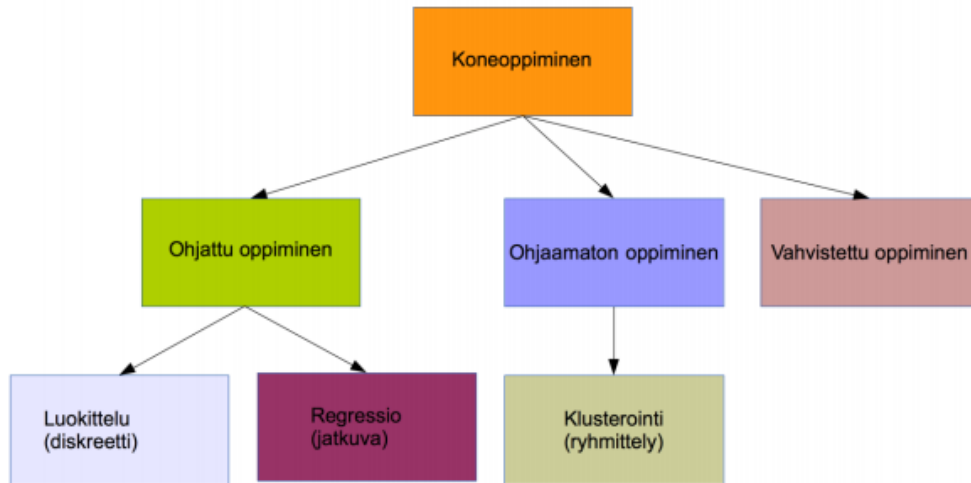 Koneoppiminen
Ohjattu oppiminen
Ohjaamaton oppiminen
Vahvistettu oppiminen
Luokittelu
(diskreetti)
Regressio
(jatkuva)
Klusterointi
(ryhmittely)